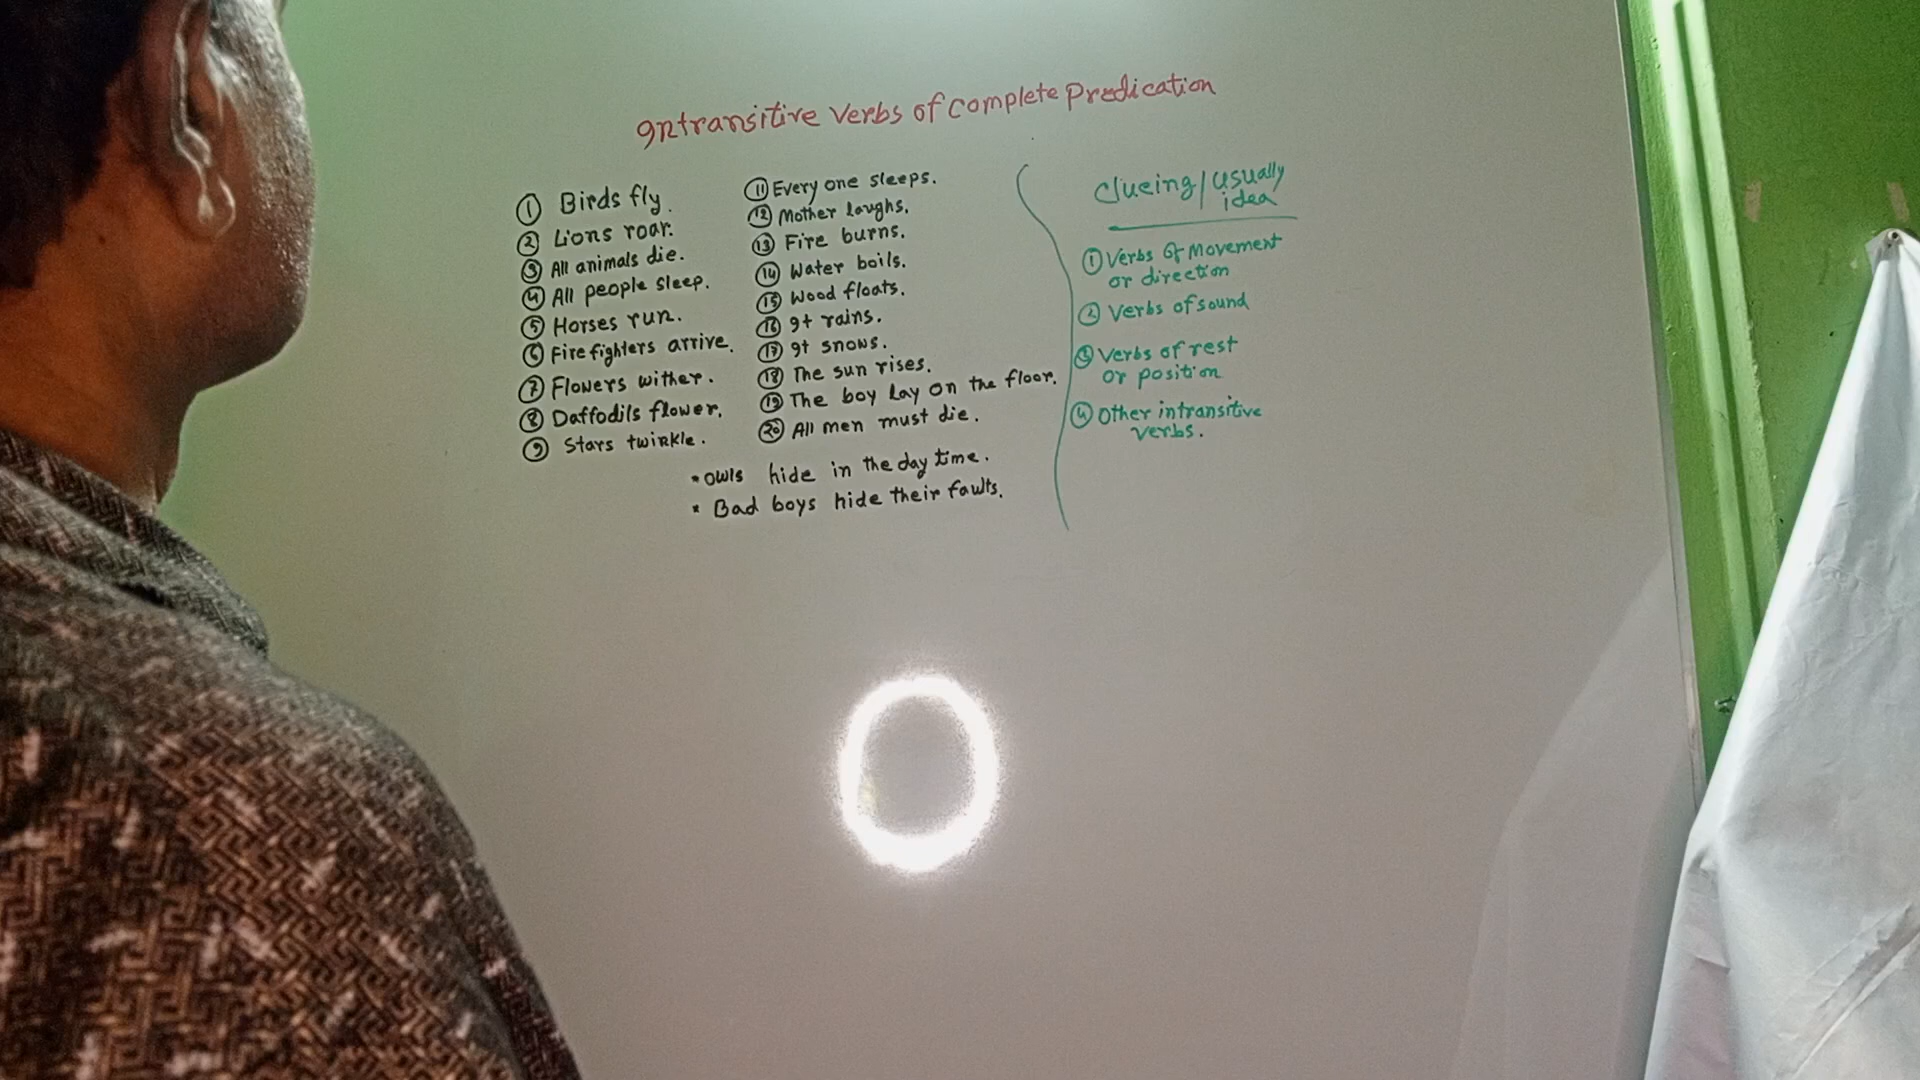 Intransitive Verbs of Complete Predication
① Birds fly.
② Lions roar.
③ All animals die.
④ All people sleep.
⑤ Horses run.
⑥ Fire fighters arrive.
⑦ Flowers wither.
⑧ Daffodils flower.
⑨ Stars twinkle.
⑪ Every one sleeps.
⑫ Mother laughs.
⑬ Fire burns.
⑭ Water boils.
⑮ Wood floats.
⑯ It rains.
⑰ It snows.
⑱ The sun rises.
⑲ The boy lay on the floor.
⑳ All men must die.
* Owls hide in the day time.
* Bad boys hide their faults.
Clueing/usually
idea
① Verbs of Movement
or direction
② Verbs of sound
③ Verbs of rest
or position
④ Other intransitive
verbs.